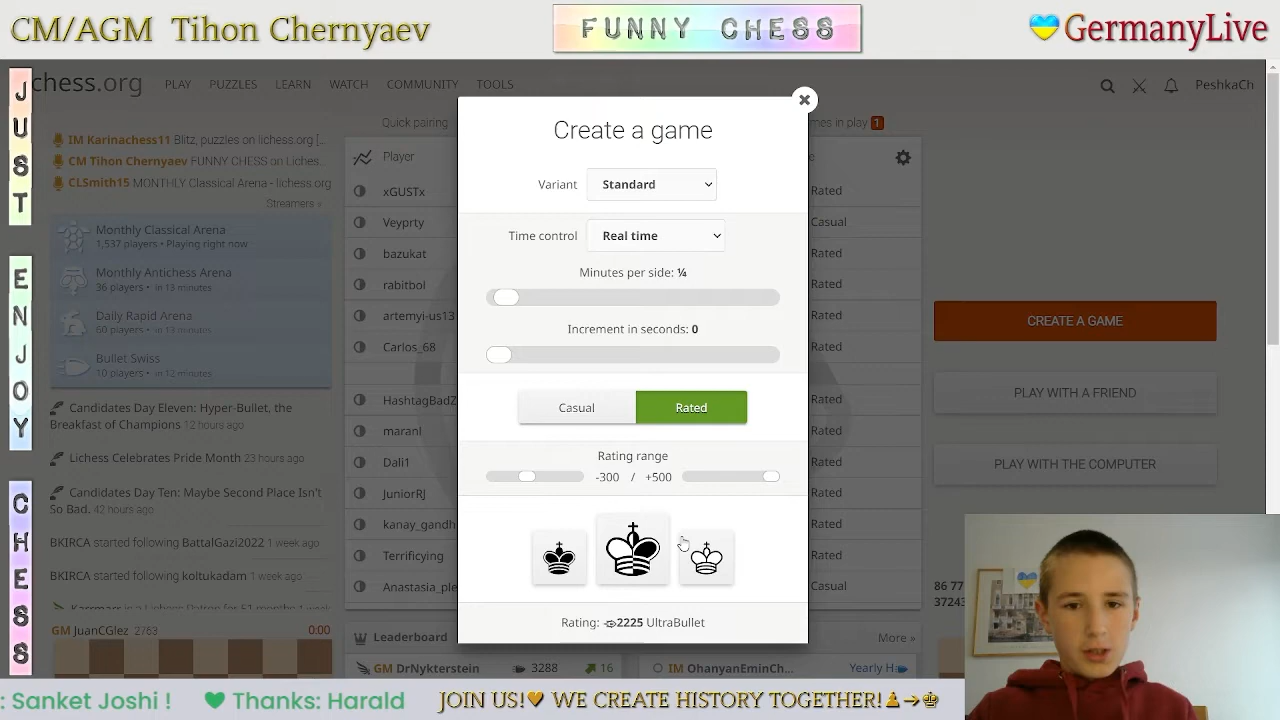 CM/AGM Tihon Chernyaev
FUNNY CHESS
GermanyLive
JUST
ENJOY
CHESS
chess.org
PLAY
PUZZLES
LEARN
WATCH
COMMUNITY
TOOLS
PeshkaCh
IM Karinachess11 Blitz, puzzles on lichess.org [...
CM Tihon Chernyaev FUNNY CHESS on Liches...
CLSmith15 MONTHLY Classical Arena - lichess.org
Streamers »
Monthly Classical Arena
1,537 players • Playing right now
Monthly Antichess Arena
36 players • in 13 minutes
Daily Rapid Arena
60 players • in 13 minutes
Bullet Swiss
10 players • in 12 minutes
Candidates Day Eleven: Hyper-Bullet, the
Breakfast of Champions 12 hours ago
Lichess Celebrates Pride Month 23 hours ago
Candidates Day Ten: Maybe Second Place Isn't
So Bad. 42 hours ago
BKIRCA started following BattalGazi2022 1 week ago
BKIRCA started following koltukadam 1 week ago
GM JuanCGlez 2763
0:00
Quick pairing
mes in play 1
Player
xGUSTx
Rated
Veyprty
Casual
bazukat
Rated
rabitbol
Rated
artemyi-us13
Rated
Carlos_68
Rated
HashtagBadZ
Rated
maranl
Rated
Dali1
Rated
JuniorRJ
Rated
kanay_gandh
Rated
Terrificying
Rated
Anastasia_ple
Casual
Leaderboard
More »
GM DrNykterstein
3288
16
IM OhanyanEminCh...
Yearly H
Create a game
Variant
Standard
Time control
Real time
Minutes per side: ¼
Increment in seconds: 0
Casual
Rated
Rating range
-300 / +500
Rating: 2225 UltraBullet
CREATE A GAME
PLAY WITH A FRIEND
PLAY WITH THE COMPUTER
86 77
3724
: Sanket Joshi !
Thanks: Harald
JOIN US! WE CREATE HISTORY TOGETHER!